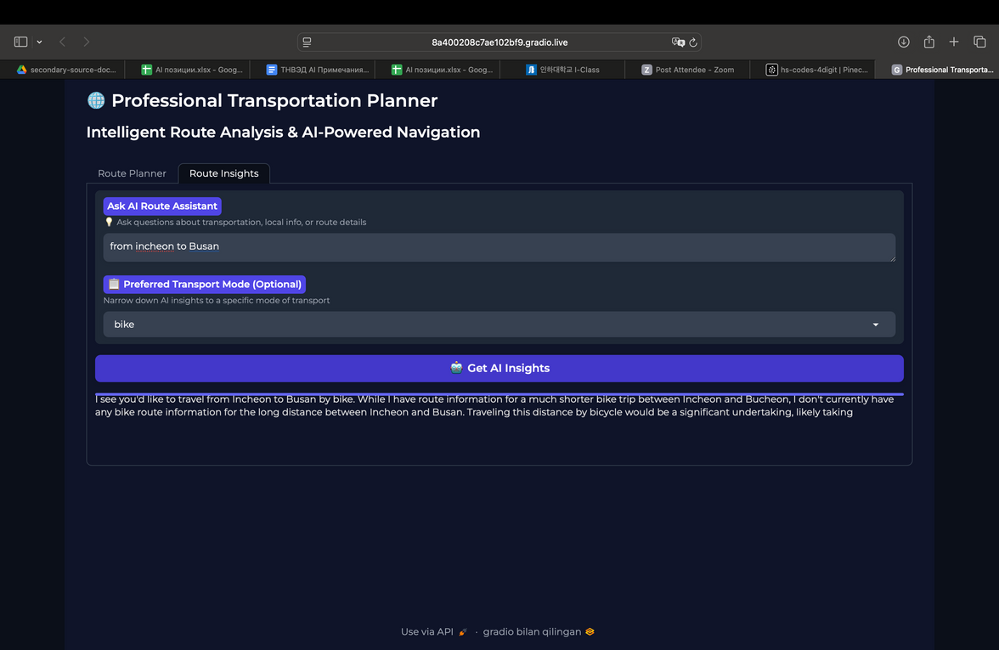 8a400208c7ae102bf9.gradio.live
secondary-source-doc...
AI позиции.xlsx – Goog...
ТНВЭД AI Примечания...
AI позиции.xlsx – Goog...
인하대학교 I-Class
Post Attendee – Zoom
hs-codes-4digit | Pinec...
Professional Transporta...
Professional Transportation Planner
Intelligent Route Analysis & AI-Powered Navigation
Route Planner
Route Insights
Ask AI Route Assistant
Ask questions about transportation, local info, or route details
from incheon to Busan
Preferred Transport Mode (Optional)
Narrow down AI insights to a specific mode of transport
bike
Get AI Insights
I see you'd like to travel from Incheon to Busan by bike. While I have route information for a much shorter bike trip between Incheon and Bucheon, I don't currently have
any bike route information for the long distance between Incheon and Busan. Traveling this distance by bicycle would be a significant undertaking, likely taking
Use via API · gradio bilan qilingan